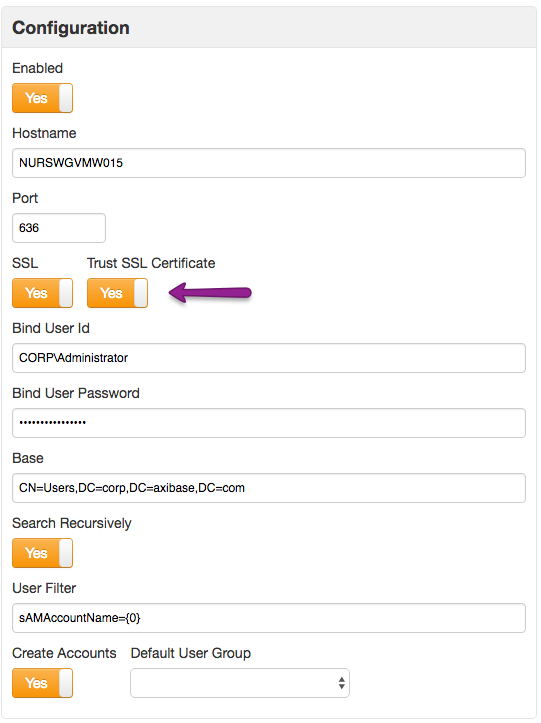 Configuration
Enabled
Yes
Hostname
NURSWGVMW015
Port
636
SSL Trust SSL Certificate
Yes Yes
Bind User Id
CORP\Administrator
Bind User Password
••••••••••••••••
Base
CN=Users,DC=corp,DC=axibase,DC=com
Search Recursively
Yes
User Filter
sAMAccountName={0}
Create Accounts Default User Group
Yes